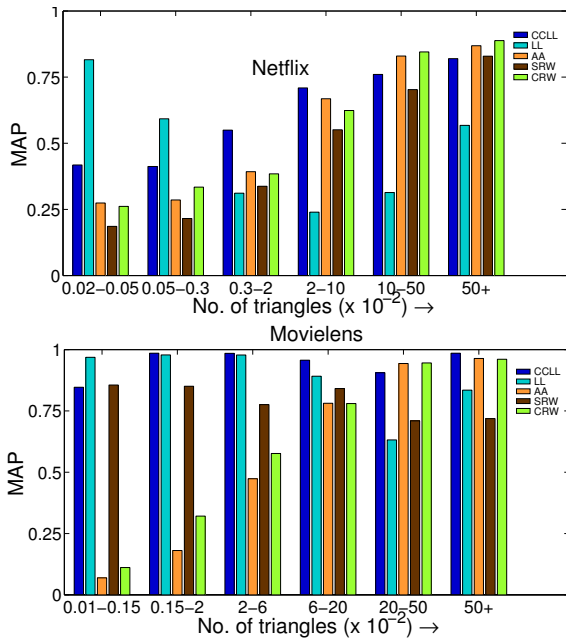 1
0.75
0.5
0.25
0
MAP
Netflix
CCLL
LL
AA
SRW
CRW
0.02−0.05 0.05−0.3 0.3−2 2−10 10−50 50+
No. of triangles (x 10⁻²) →
Movielens
1
0.75
0.5
0.25
0
MAP
CCLL
LL
AA
SRW
CRW
0.01−0.15 0.15−2 2−6 6−20 20−50 50+
No. of triangles (x 10⁻²) →